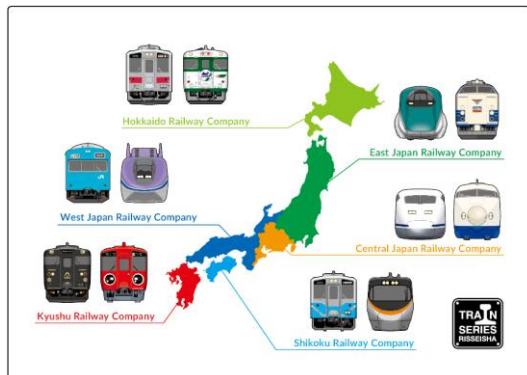 Hokkaido Railway Company
East Japan Railway Company
West Japan Railway Company
Central Japan Railway Company
Kyushu Railway Company
Shikoku Railway Company
TRAIN
SERIES
RISSEISHA